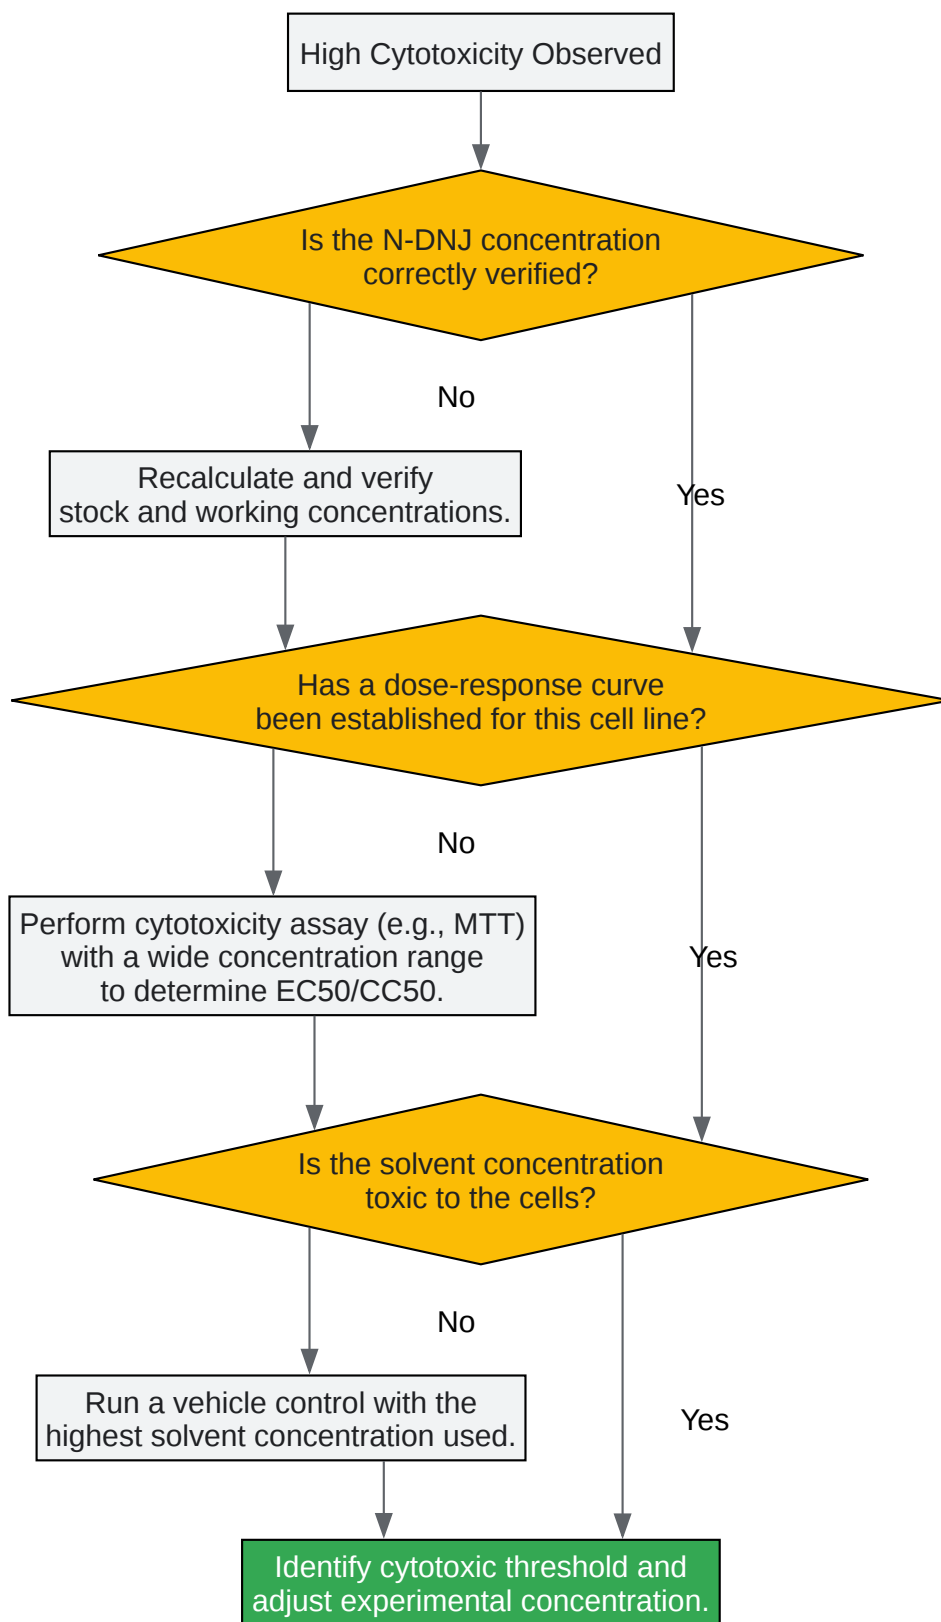 High Cytotoxicity Observed
Is the N-DNJ concentration
correctly verified?
No
Recalculate and verify
stock and working concentrations.
Yes
Has a dose-response curve
been established for this cell line?
No
Perform cytotoxicity assay (e.g., MTT)
with a wide concentration range
to determine EC50/CC50.
Yes
Is the solvent concentration
toxic to the cells?
No
Run a vehicle control with the
highest solvent concentration used.
Yes
Identify cytotoxic threshold and
adjust experimental concentration.